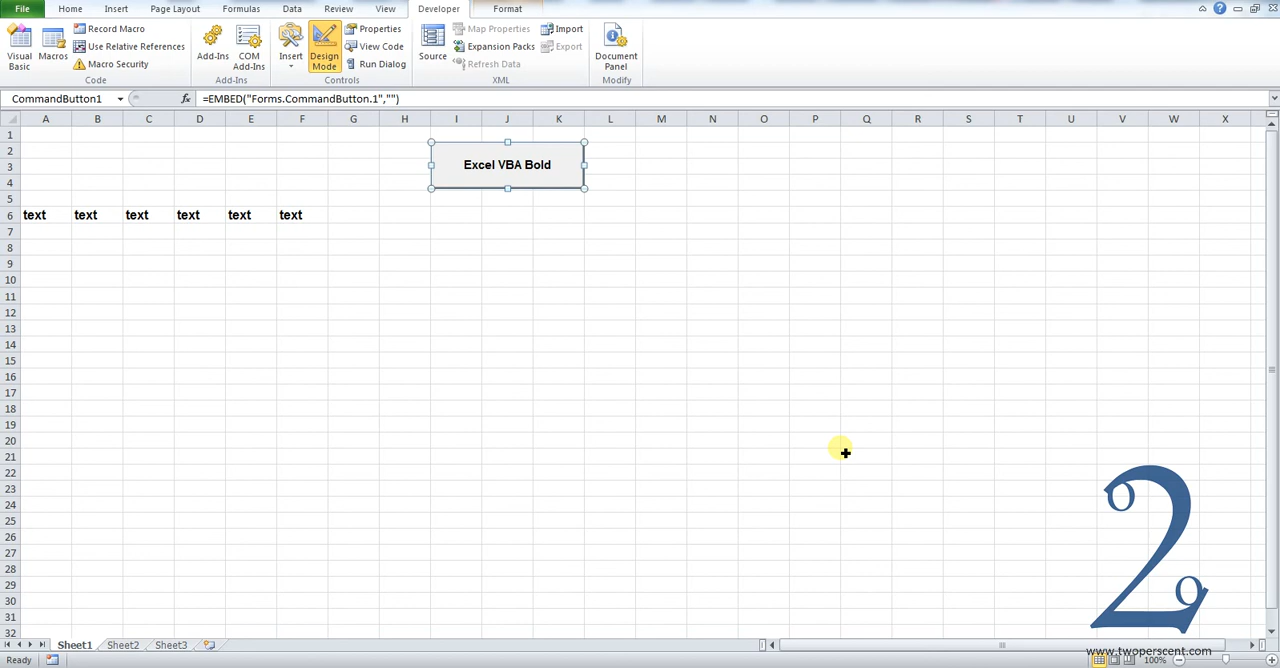 File Home Insert Page Layout Formulas Data Review View Developer Format
Visual Basic
Macros
Record Macro
Use Relative References
Macro Security
Code
Add-Ins
COM Add-Ins
Add-Ins
Insert
Design Mode
Properties
View Code
Run Dialog
Controls
Source
Map Properties
Expansion Packs
Refresh Data
Import
Export
XML
Document Panel
Modify
CommandButton1 fx =EMBED("Forms.CommandButton.1","")
A B C D E F G H I J K L M N O P Q R S T U V W X
1
2
3 Excel VBA Bold
4
5
6 text text text text text text
7
8
9
10
11
12
13
14
15
16
17
18
19
20
21
22
23
24
25
26
27
28
29
30
31
32
2
Sheet1 Sheet2 Sheet3
www.twoperscent.com
Ready 100%